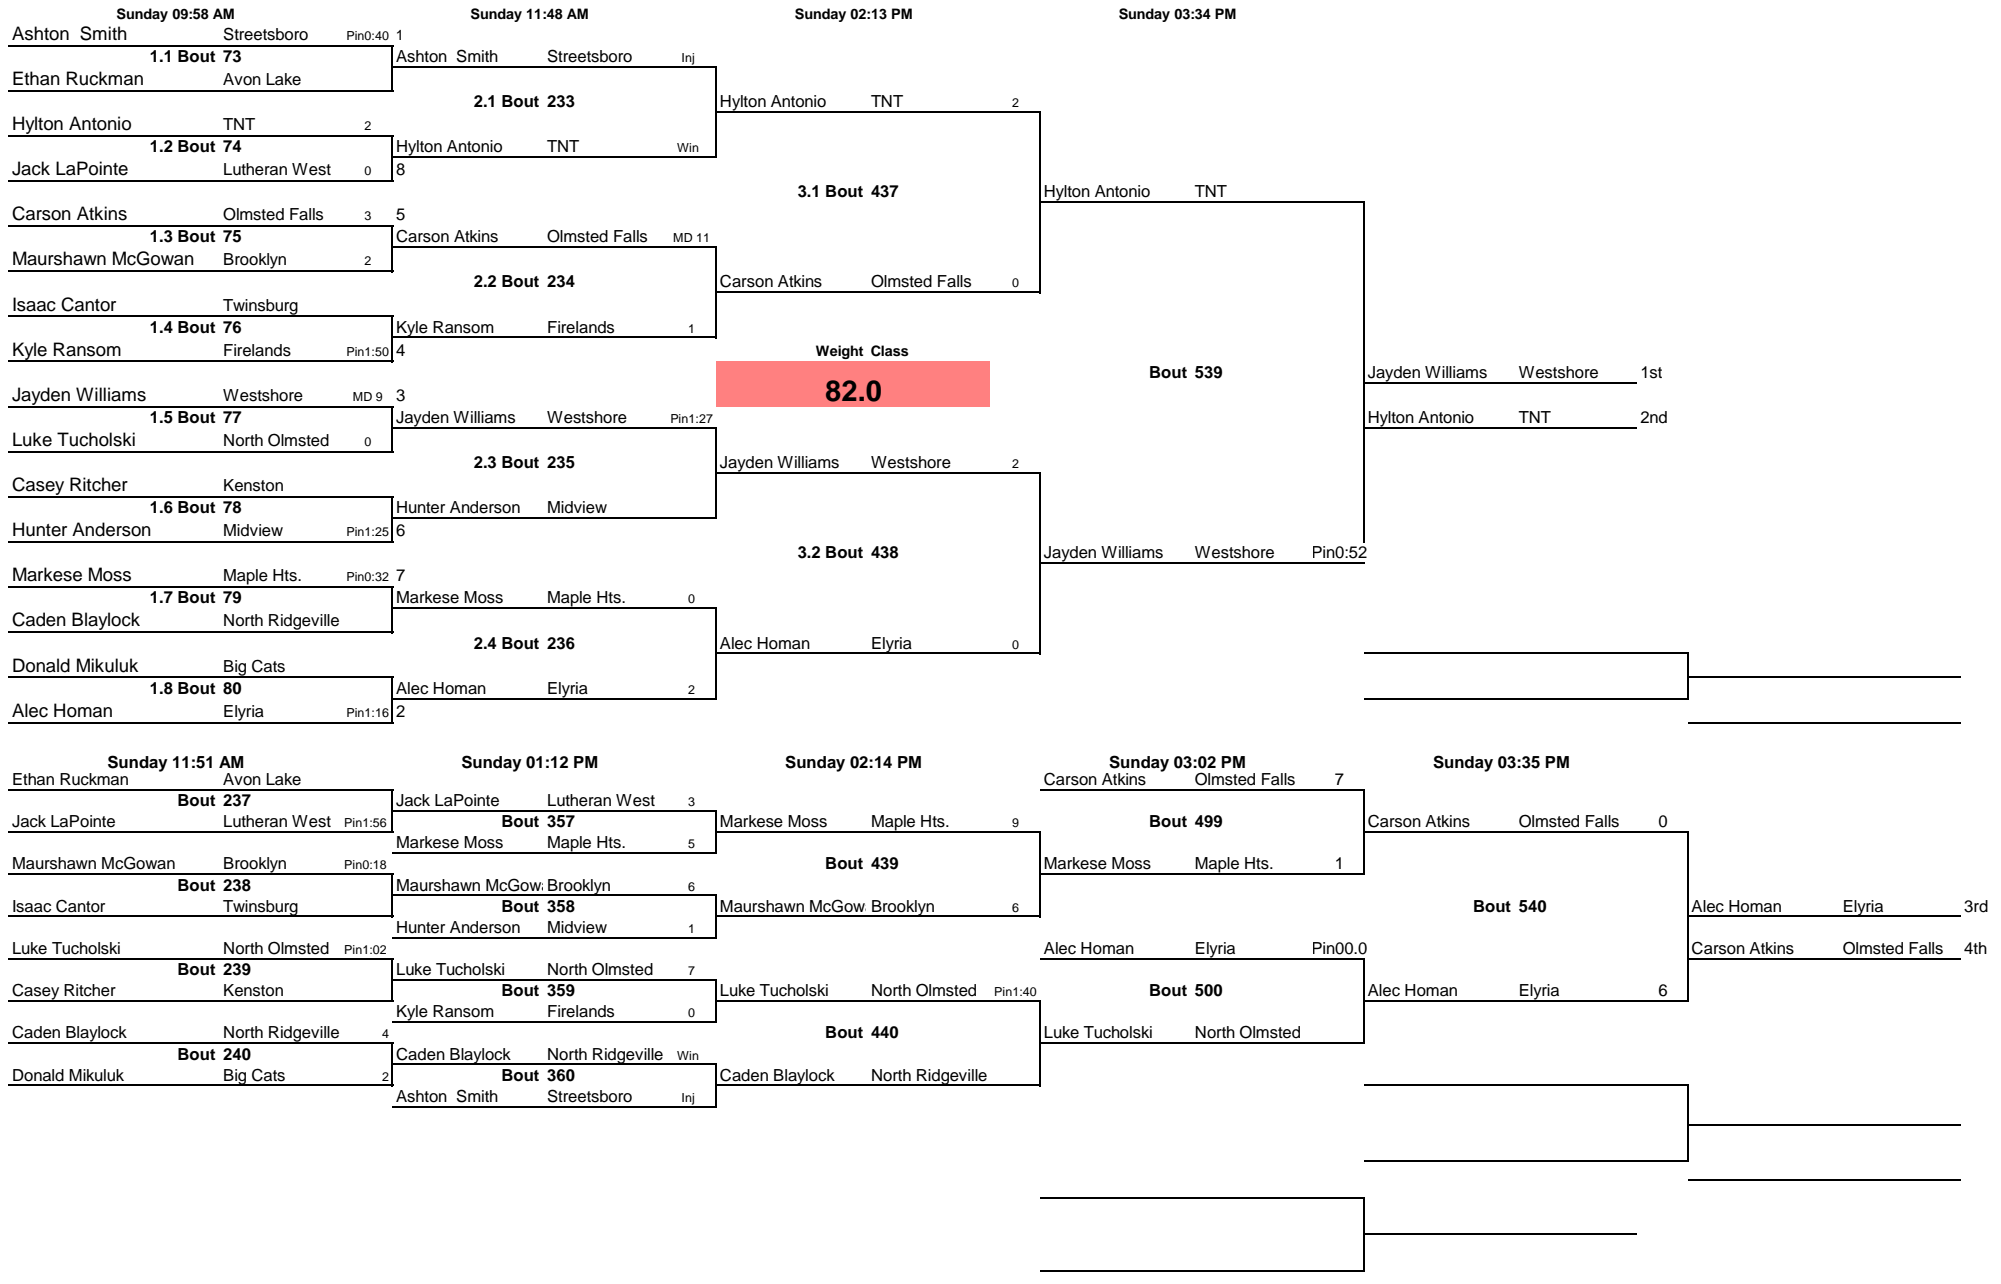 Sunday 09:58 AM Sunday 11:48 AM Sunday 02:13 PM Sunday 03:34 PM
Ashton Smith Streetsboro Pin0:40 1
1.1 Bout 73 Ashton Smith Streetsboro Inj
Ethan Ruckman Avon Lake
2.1 Bout 233 Hylton Antonio TNT 2
Hylton Antonio TNT 2
1.2 Bout 74 Hylton Antonio TNT Win
Jack LaPointe Lutheran West 0 8
3.1 Bout 437 Hylton Antonio TNT
Carson Atkins Olmsted Falls 3 5
1.3 Bout 75 Carson Atkins Olmsted Falls MD 11
Maurshawn McGowan Brooklyn 2
2.2 Bout 234 Carson Atkins Olmsted Falls 0
Isaac Cantor Twinsburg
1.4 Bout 76 Kyle Ransom Firelands 1
Kyle Ransom Firelands Pin1:50 4 Weight Class
Bout 539 Jayden Williams Westshore 1st
Jayden Williams Westshore MD 9 3 82.0
1.5 Bout 77 Jayden Williams Westshore Pin1:27 Hylton Antonio TNT 2nd
Luke Tucholski North Olmsted 0
2.3 Bout 235 Jayden Williams Westshore 2
Casey Ritcher Kenston
1.6 Bout 78 Hunter Anderson Midview
Hunter Anderson Midview Pin1:25 6
3.2 Bout 438 Jayden Williams Westshore Pin0:52
Markese Moss Maple Hts. Pin0:32 7
1.7 Bout 79 Markese Moss Maple Hts. 0
Caden Blaylock North Ridgeville
2.4 Bout 236 Alec Homan Elyria 0
Donald Mikuluk Big Cats
1.8 Bout 80 Alec Homan Elyria 2
Alec Homan Elyria Pin1:16 2
Sunday 11:51 AM Sunday 01:12 PM Sunday 02:14 PM Sunday 03:02 PM Sunday 03:35 PM
Ethan Ruckman Avon Lake Carson Atkins Olmsted Falls 7
Bout 237 Jack LaPointe Lutheran West 3
Jack LaPointe Lutheran West Pin1:56 Bout 357 Markese Moss Maple Hts. 9 Bout 499 Carson Atkins Olmsted Falls 0
Markese Moss Maple Hts. 5
Maurshawn McGowan Brooklyn Pin0:18 Bout 439 Markese Moss Maple Hts. 1
Bout 238 Maurshawn McGow Brooklyn 6
Isaac Cantor Twinsburg Bout 358 Maurshawn McGow Brooklyn 6 Bout 540 Alec Homan Elyria 3rd
Hunter Anderson Midview 1
Luke Tucholski North Olmsted Pin1:02 Alec Homan Elyria Pin00.0 Carson Atkins Olmsted Falls 4th
Bout 239 Luke Tucholski North Olmsted 7
Casey Ritcher Kenston Bout 359 Luke Tucholski North Olmsted Pin1:40 Bout 500 Alec Homan Elyria 6
Kyle Ransom Firelands 0
Caden Blaylock North Ridgeville 4 Bout 440 Luke Tucholski North Olmsted
Bout 240 Caden Blaylock North Ridgeville Win
Donald Mikuluk Big Cats 2 Bout 360 Caden Blaylock North Ridgeville
Ashton Smith Streetsboro Inj